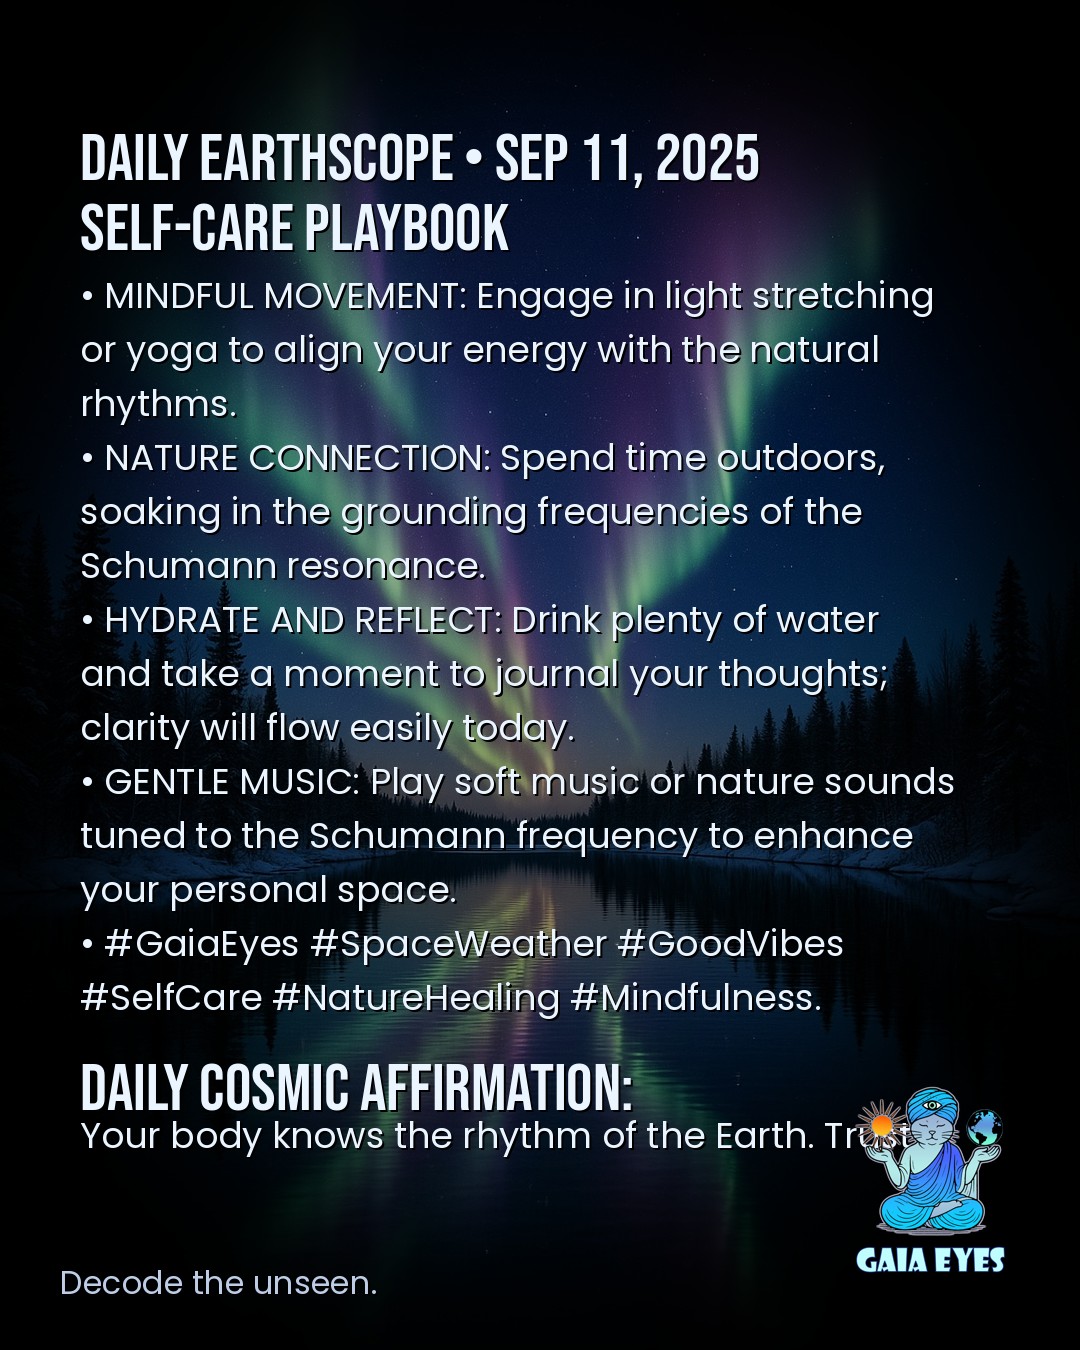 DAILY EARTHSCOPE • SEP 11, 2025
SELF-CARE PLAYBOOK
• MINDFUL MOVEMENT: Engage in light stretching
or yoga to align your energy with the natural
rhythms.
• NATURE CONNECTION: Spend time outdoors,
soaking in the grounding frequencies of the
Schumann resonance.
• HYDRATE AND REFLECT: Drink plenty of water
and take a moment to journal your thoughts;
clarity will flow easily today.
• GENTLE MUSIC: Play soft music or nature sounds
tuned to the Schumann frequency to enhance
your personal space.
• #GaiaEyes #SpaceWeather #GoodVibes
#SelfCare #NatureHealing #Mindfulness.
DAILY COSMIC AFFIRMATION:
Your body knows the rhythm of the Earth. Trust
GAIA EYES
Decode the unseen.